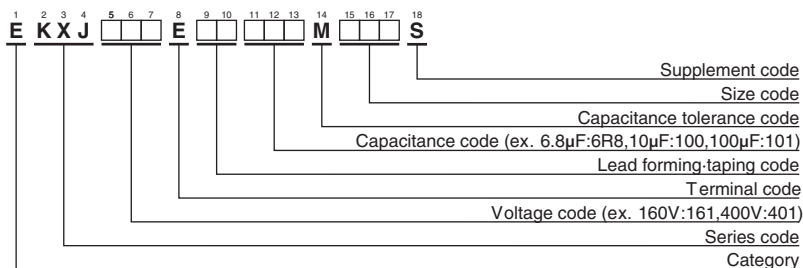 1 2 3 4 5 6 7 8 9 10 11 12 13 14 15 16 17 18
E KXJ E M S
Supplement code
Size code
Capacitance tolerance code
Capacitance code (ex. 6.8µF:6R8,10µF:100,100µF:101)
Lead forming·taping code
Terminal code
Voltage code (ex. 160V:161,400V:401)
Series code
Category